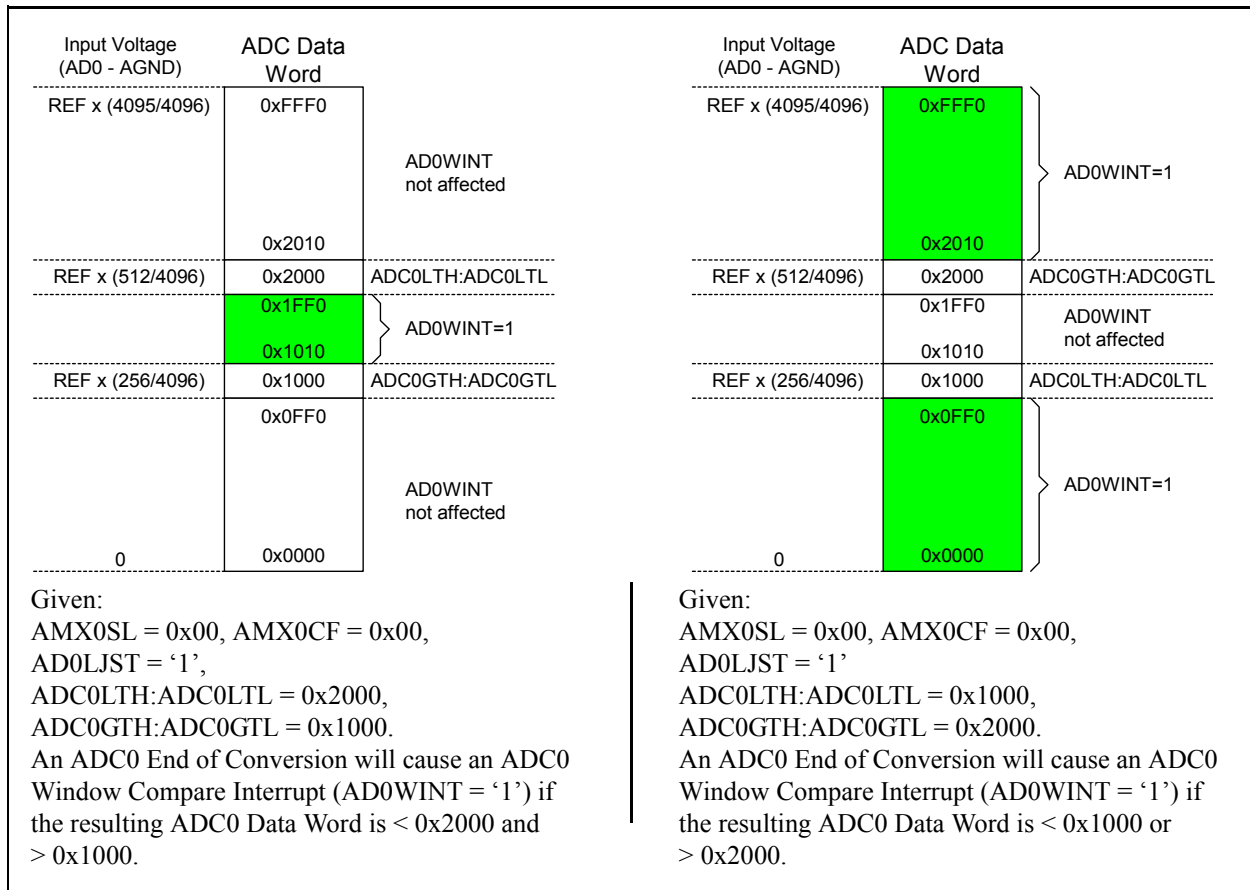 Input Voltage
(AD0 - AGND)
ADC Data
Word
REF x (4095/4096)
0xFFF0
AD0WINT
not affected
0x2010
REF x (512/4096)
0x2000
ADC0LTH:ADC0LTL
0x1FF0
AD0WINT=1
0x1010
REF x (256/4096)
0x1000
ADC0GTH:ADC0GTL
0x0FF0
AD0WINT
not affected
0
0x0000
Given:
AMX0SL = 0x00, AMX0CF = 0x00,
AD0LJST = ‘1’,
ADC0LTH:ADC0LTL = 0x2000,
ADC0GTH:ADC0GTL = 0x1000.
An ADC0 End of Conversion will cause an ADC0
Window Compare Interrupt (AD0WINT = ‘1’) if
the resulting ADC0 Data Word is < 0x2000 and
> 0x1000.
Input Voltage
(AD0 - AGND)
ADC Data
Word
REF x (4095/4096)
0xFFF0
AD0WINT=1
0x2010
REF x (512/4096)
0x2000
ADC0GTH:ADC0GTL
0x1FF0
AD0WINT
not affected
0x1010
REF x (256/4096)
0x1000
ADC0LTH:ADC0LTL
0x0FF0
AD0WINT=1
0
0x0000
Given:
AMX0SL = 0x00, AMX0CF = 0x00,
AD0LJST = ‘1’
ADC0LTH:ADC0LTL = 0x1000,
ADC0GTH:ADC0GTL = 0x2000.
An ADC0 End of Conversion will cause an ADC0
Window Compare Interrupt (AD0WINT = ‘1’) if
the resulting ADC0 Data Word is < 0x1000 or
> 0x2000.